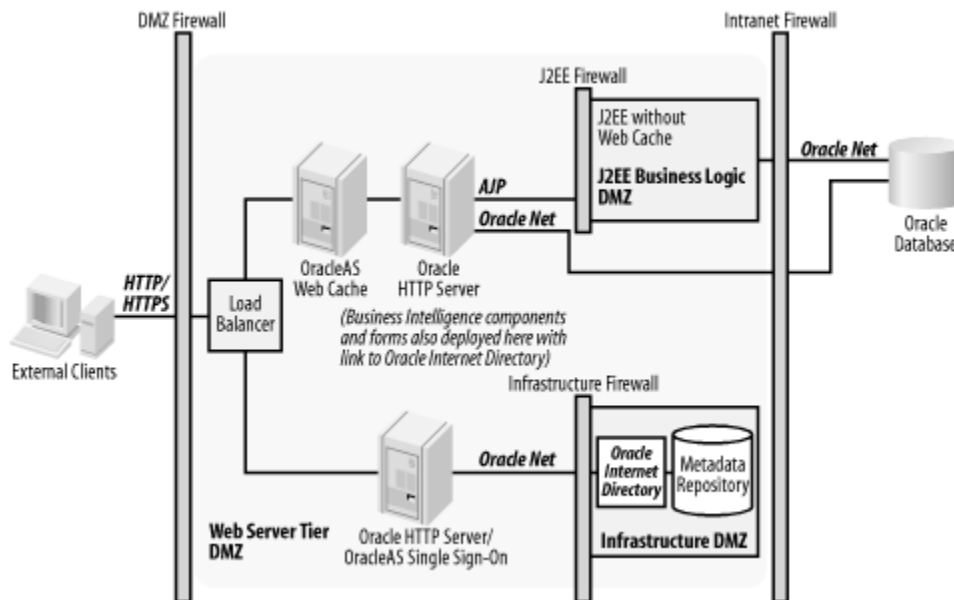 DMZ Firewall
Intranet Firewall
J2EE Firewall
J2EE without
Web Cache
J2EE Business Logic
DMZ
AJP
Oracle Net
Oracle Net
Oracle
Database
OracleAS
Web Cache
Oracle
HTTP Server
HTTP/
HTTPS
Load
Balancer
(Business Intelligence components
and forms also deployed here with
link to Oracle Internet Directory)
External Clients
Infrastructure Firewall
Oracle Net
Oracle
Internet
Directory
Metadata
Repository
Web Server Tier
DMZ
Oracle HTTP Server/
OracleAS Single Sign-On
Infrastructure DMZ